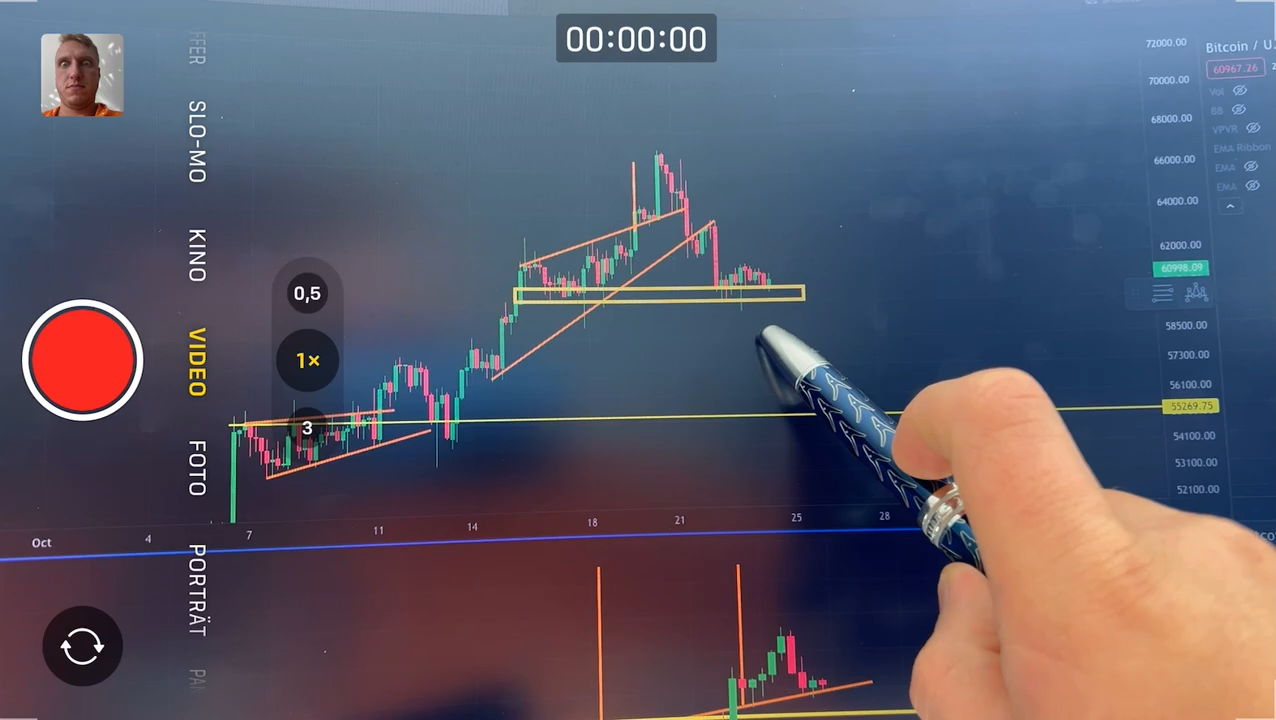 00:00:00
SLO-MO
KINO
VIDEO
FOTO
PORTRÄT
0,5
1×
3
72000.00
70000.00
68000.00
66000.00
64000.00
62000.00
60998.09
58500.00
57300.00
56100.00
55269.75
54100.00
53100.00
52100.00
Bitcoin / U.
60967.26
Vol
BB
VPVR
EMA Ribbon
EMA
EMA
Oct
4
7
11
14
18
21
25
28